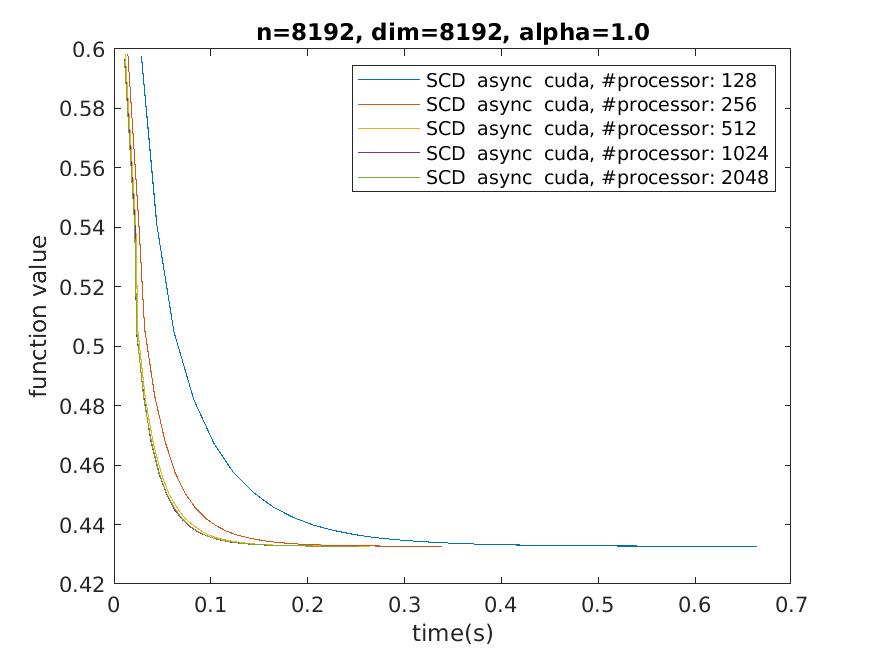 n=8192, dim=8192, alpha=1.0
0.6
0.58
0.56
0.54
0.52
0.5
0.48
0.46
0.44
0.42
function value
SCD  async  cuda, #processor: 128
SCD  async  cuda, #processor: 256
SCD  async  cuda, #processor: 512
SCD  async  cuda, #processor: 1024
SCD  async  cuda, #processor: 2048
0 0.1 0.2 0.3 0.4 0.5 0.6 0.7
time(s)